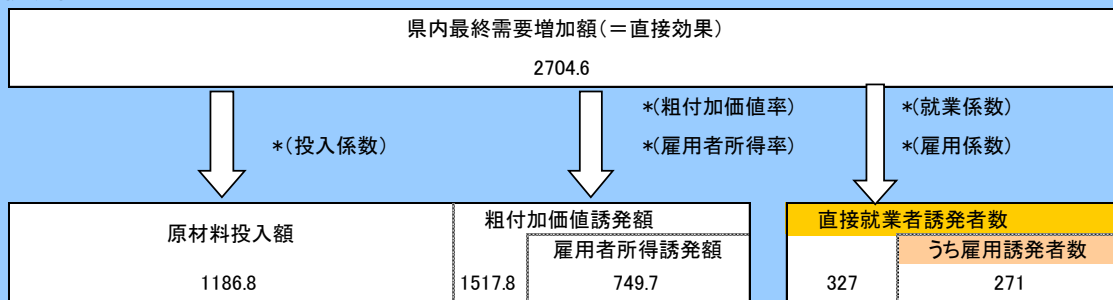 県内最終需要増加額(=直接効果)
2704.6
*(投入係数)
*(粗付加価値率)
*(雇用者所得率)
*(就業係数)
*(雇用係数)
原材料投入額
1186.8
粗付加価値誘発額
雇用者所得誘発額
1517.8
749.7
直接就業者誘発者数
うち雇用誘発者数
327
271